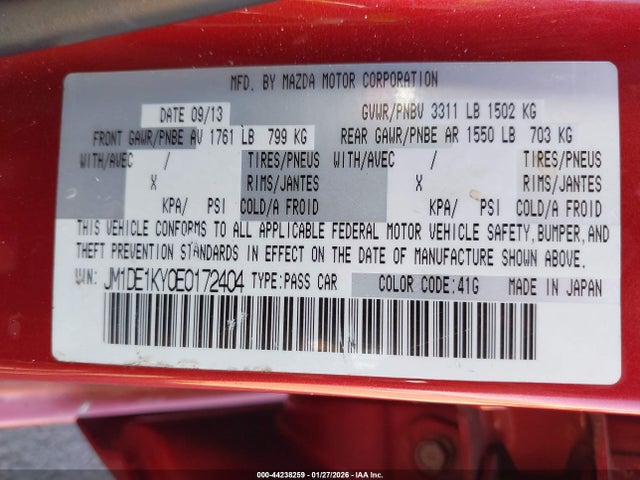 MFD. BY MAZDA MOTOR CORPORATION
DATE 09/13 GVWR/PNBV 3311 LB 1502 KG
FRONT GAWR/PNBE AV 1761 LB 799 KG REAR GAWR/PNBE AR 1550 LB 703 KG
WITH/AVEC / TIRES/PNEUS WITH/AVEC / TIRES/PNEUS
X RIMS/JANTES X RIMS/JANTES
KPA/ PSI COLD/A FROID KPA/ PSI COLD/A FROID
THIS VEHICLE CONFORMS TO ALL APPLICABLE FEDERAL MOTOR VEHICLE SAFETY, BUMPER, AND
THEFT PREVENTION STANDARDS IN EFFECT ON THE DATE OF MANUFACTURE SHOWN ABOVE.
VIN: JM1DE1KY0E0172404 TYPE:PASS CAR COLOR CODE:41G MADE IN JAPAN
000-44238259 - 01/27/2026 - IAA Inc.